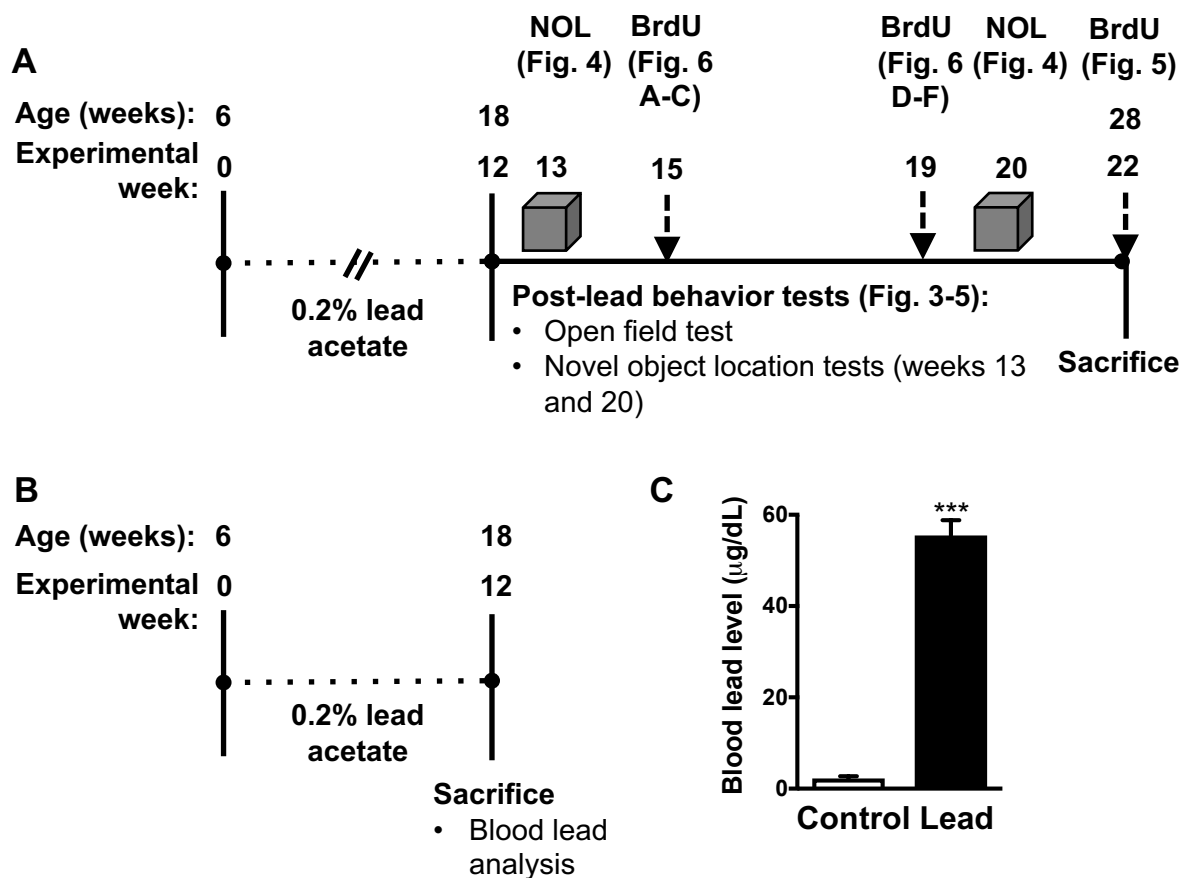 A
NOL (Fig. 4)
BrdU (Fig. 6 A-C)
BrdU (Fig. 6 D-F)
NOL (Fig. 4)
BrdU (Fig. 5)
Age (weeks): 6 18 28
Experimental week: 0 12 13 15 19 20 22
0.2% lead
acetate
Post-lead behavior tests (Fig. 3-5):
• Open field test
• Novel object location tests (weeks 13
and 20)
Sacrifice
B
Age (weeks): 6 18
Experimental week: 0 12
0.2% lead
acetate
Sacrifice
• Blood lead
analysis
C
Blood lead level (μg/dL)
60
40
20
0
***
Control Lead